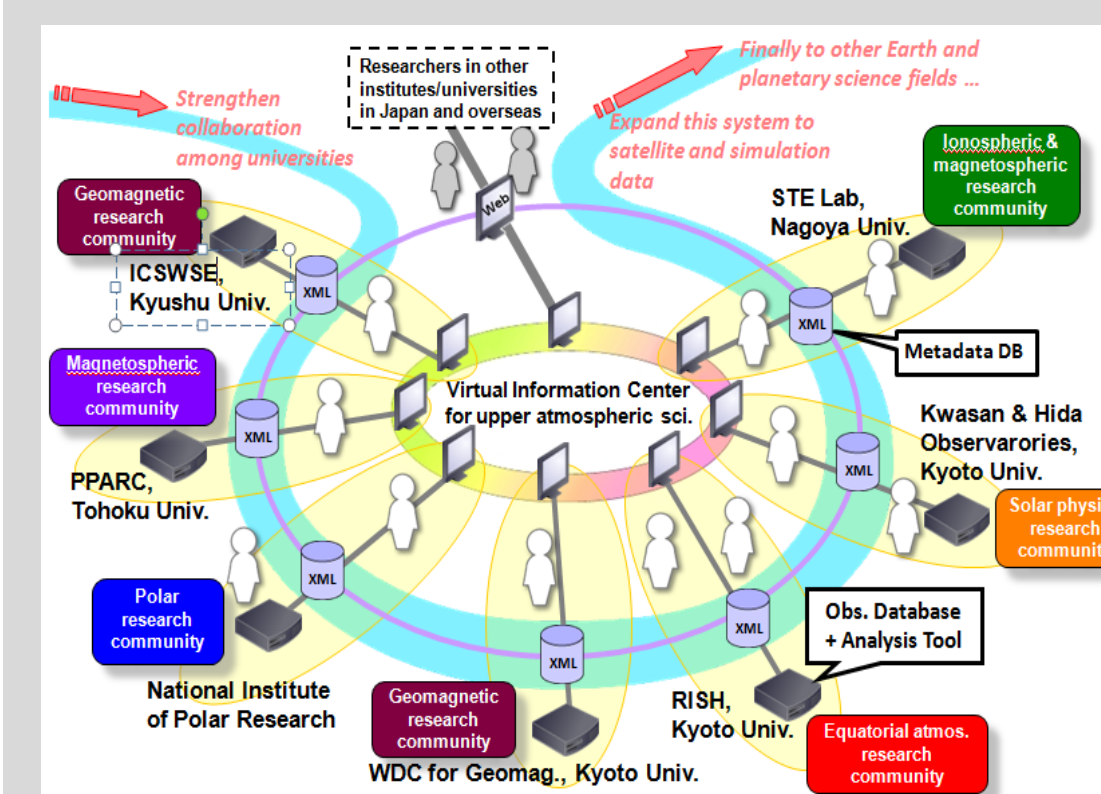 Researchers in other
institutes/universities
in Japan and overseas
Finally to other Earth and
planetary science fields ...
Strengthen
collaboration
among universities
Expand this system to
satellite and simulation
data
Ionospheric &
magnetospheric
research
community
Geomagnetic
research
community
Web
STE Lab,
Nagoya Univ.
ICSWSE,
Kyushu Univ.
XML
XML
Metadata DB
Magnetospheric
research
community
Virtual Information Center
for upper atmospheric sci.
Kwasan & Hida
Observarories,
Kyoto Univ.
XML
XML
PPARC,
Tohoku Univ.
Solar physi
research
communit
XML
Polar
research
community
Obs. Database
+ Analysis Tool
XML
XML
National Institute
of Polar Research
Geomagnetic
research
community
RISH,
Kyoto Univ.
Equatorial atmos.
research
community
WDC for Geomag., Kyoto Univ.